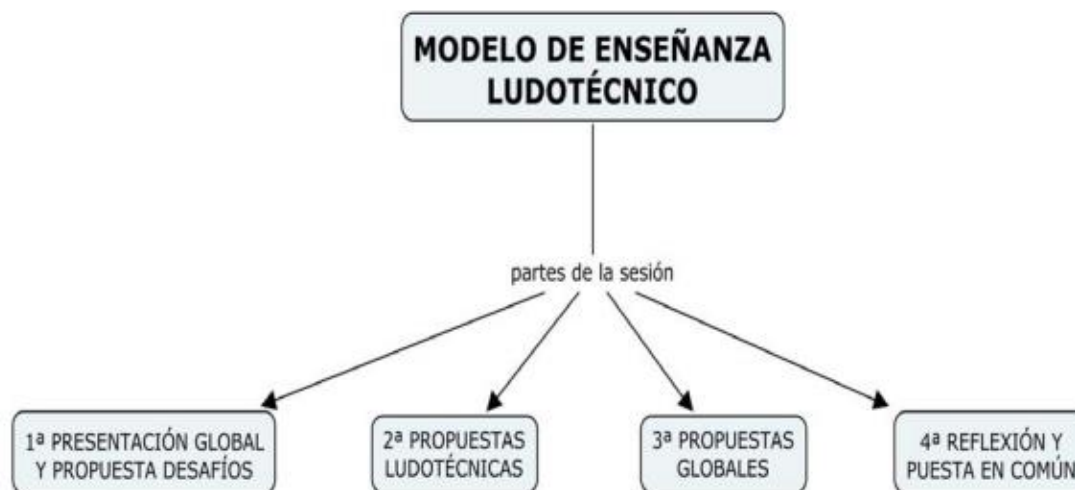 MODELO DE ENSEÑANZA
LUDOTÉCNICO
partes de la sesión
1ª PRESENTACIÓN GLOBAL
Y PROPUESTA DESAFÍOS
2ª PROPUESTAS
LUDOTÉCNICAS
3ª PROPUESTAS
GLOBALES
4ª REFLEXIÓN Y
PUESTA EN COMÚN